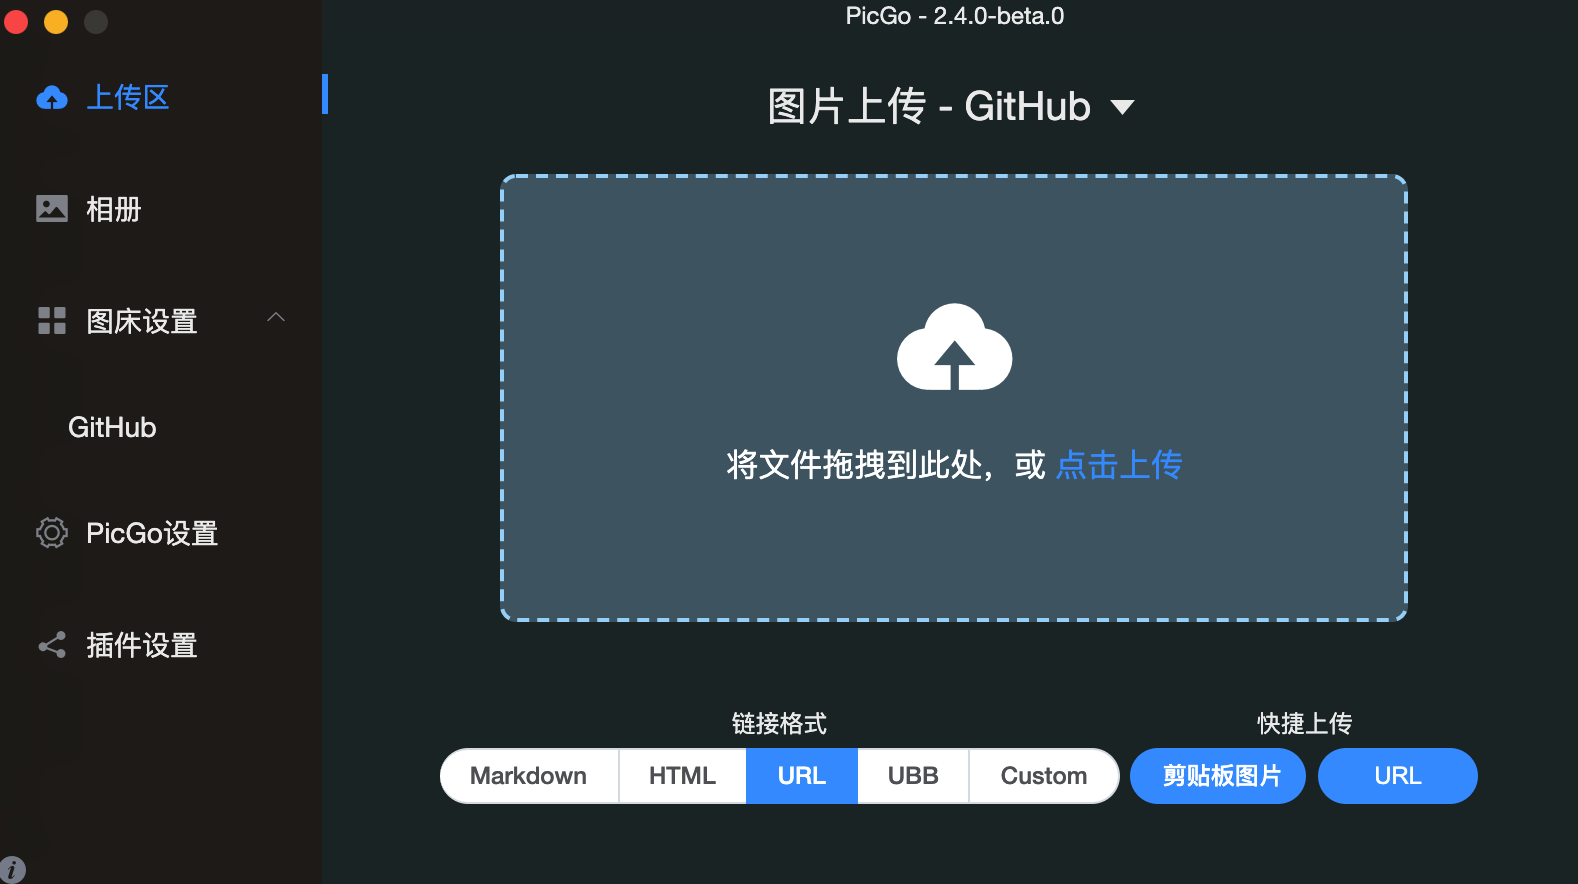 PicGo - 2.4.0-beta.0
上传区
相册
图床设置
GitHub
PicGo设置
插件设置
图片上传 - GitHub
将文件拖拽到此处，或 点击上传
链接格式
Markdown HTML URL UBB Custom
快捷上传
剪贴板图片 URL